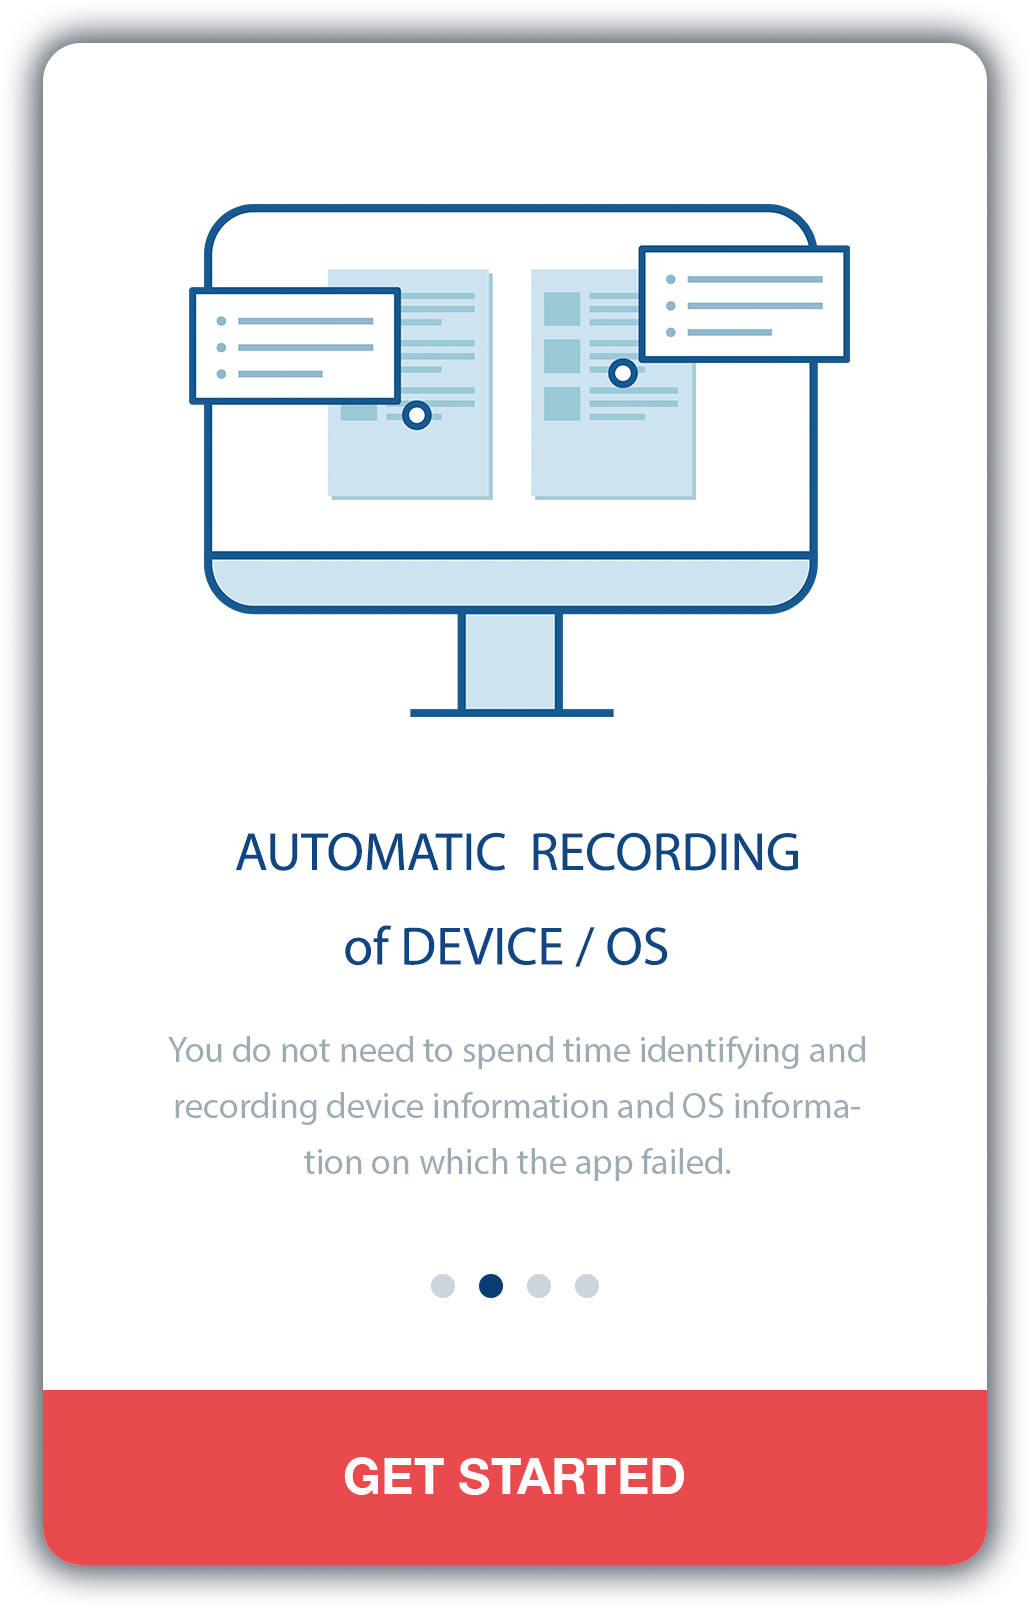 AUTOMATIC RECORDING
of DEVICE / OS
You do not need to spend time identifying and
recording device information and OS informa-
tion on which the app failed.
GET STARTED